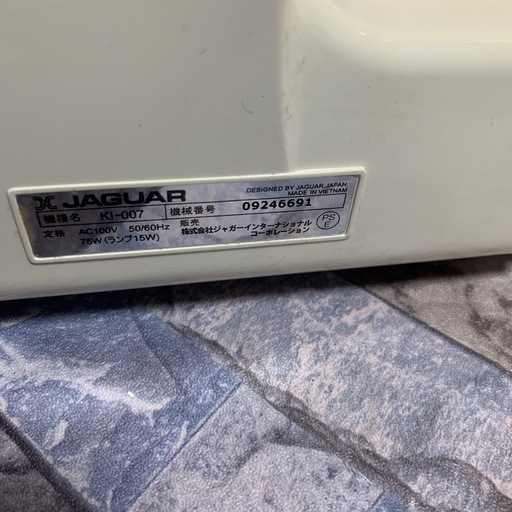 JAGUAR
DESIGNED BY JAGUAR,JAPAN.
MADE IN VIETNAM
機種名 KI-007 機械番号 09246691
定格 AC100V 50/60Hz 販売
75W(ランプ15W) 株式会社ジャガーインターナショナル
コーポレーション
PS
E